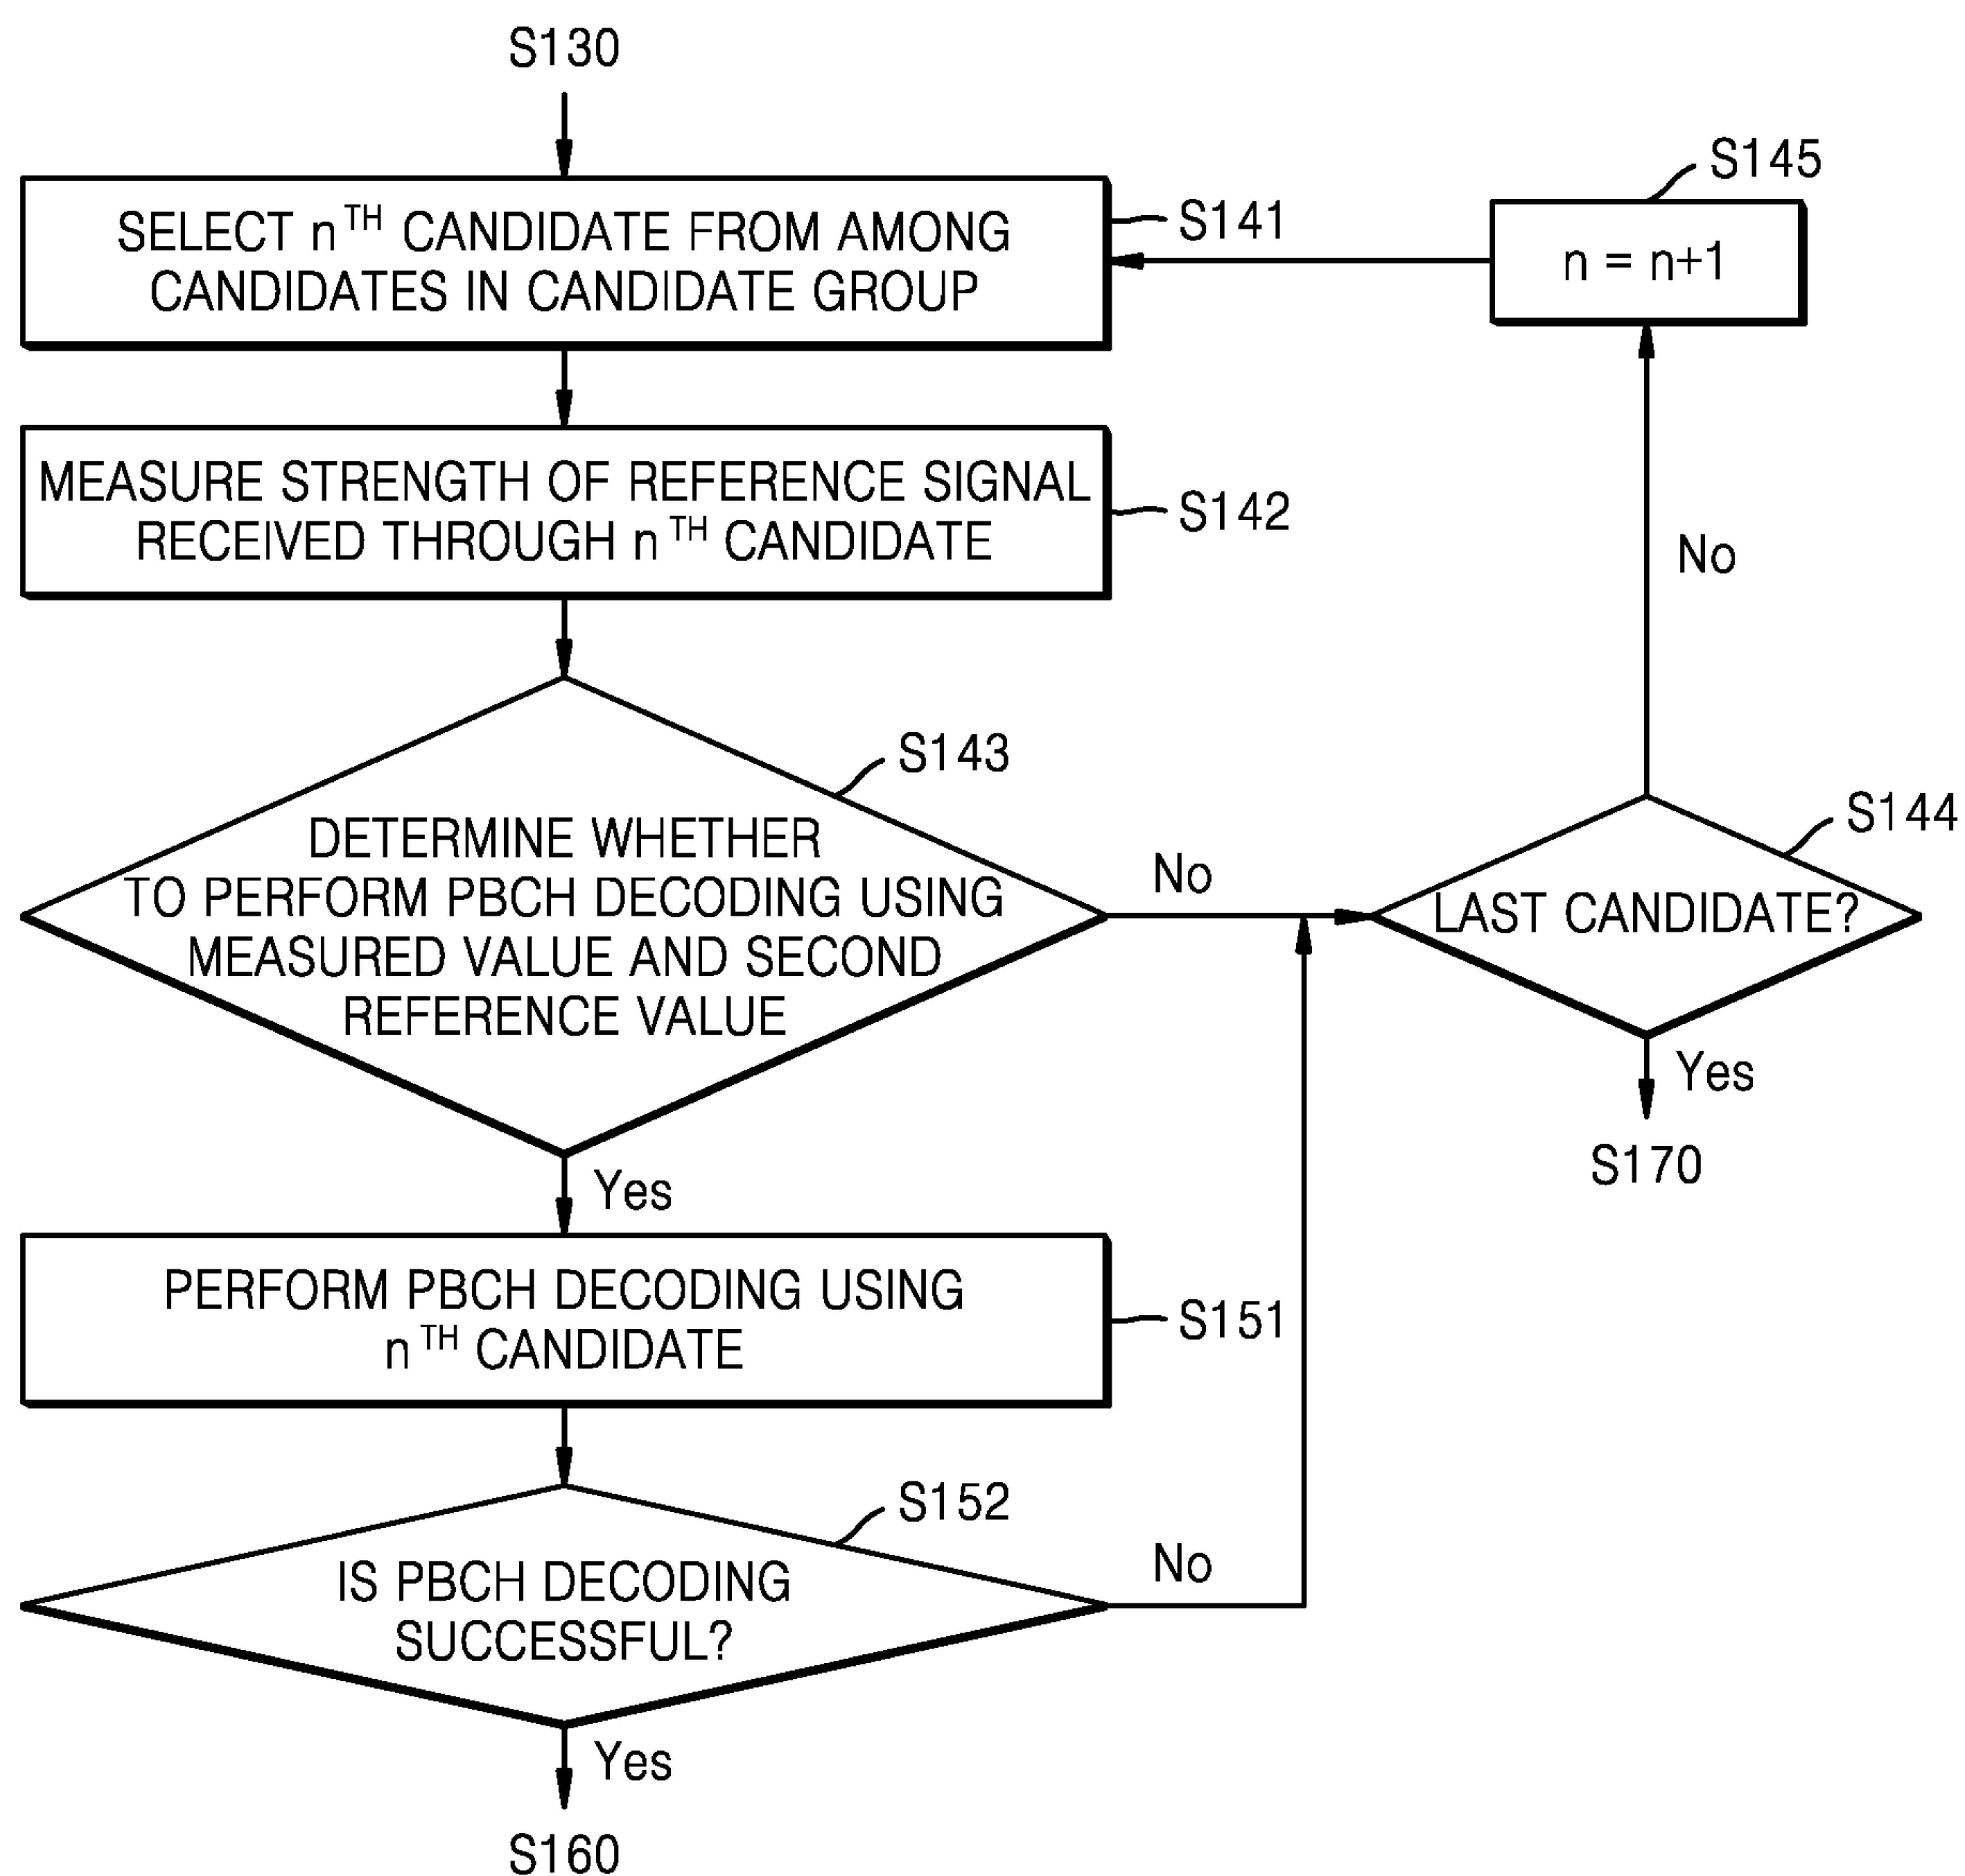 S130
SELECT nTH CANDIDATE FROM AMONG
CANDIDATES IN CANDIDATE GROUP
S141
S145
n = n+1
MEASURE STRENGTH OF REFERENCE SIGNAL
RECEIVED THROUGH nTH CANDIDATE
S142
No
S143
DETERMINE WHETHER
TO PERFORM PBCH DECODING USING
MEASURED VALUE AND SECOND
REFERENCE VALUE
No
S144
LAST CANDIDATE?
Yes
S170
Yes
PERFORM PBCH DECODING USING
nTH CANDIDATE
S151
S152
IS PBCH DECODING
SUCCESSFUL?
No
Yes
S160